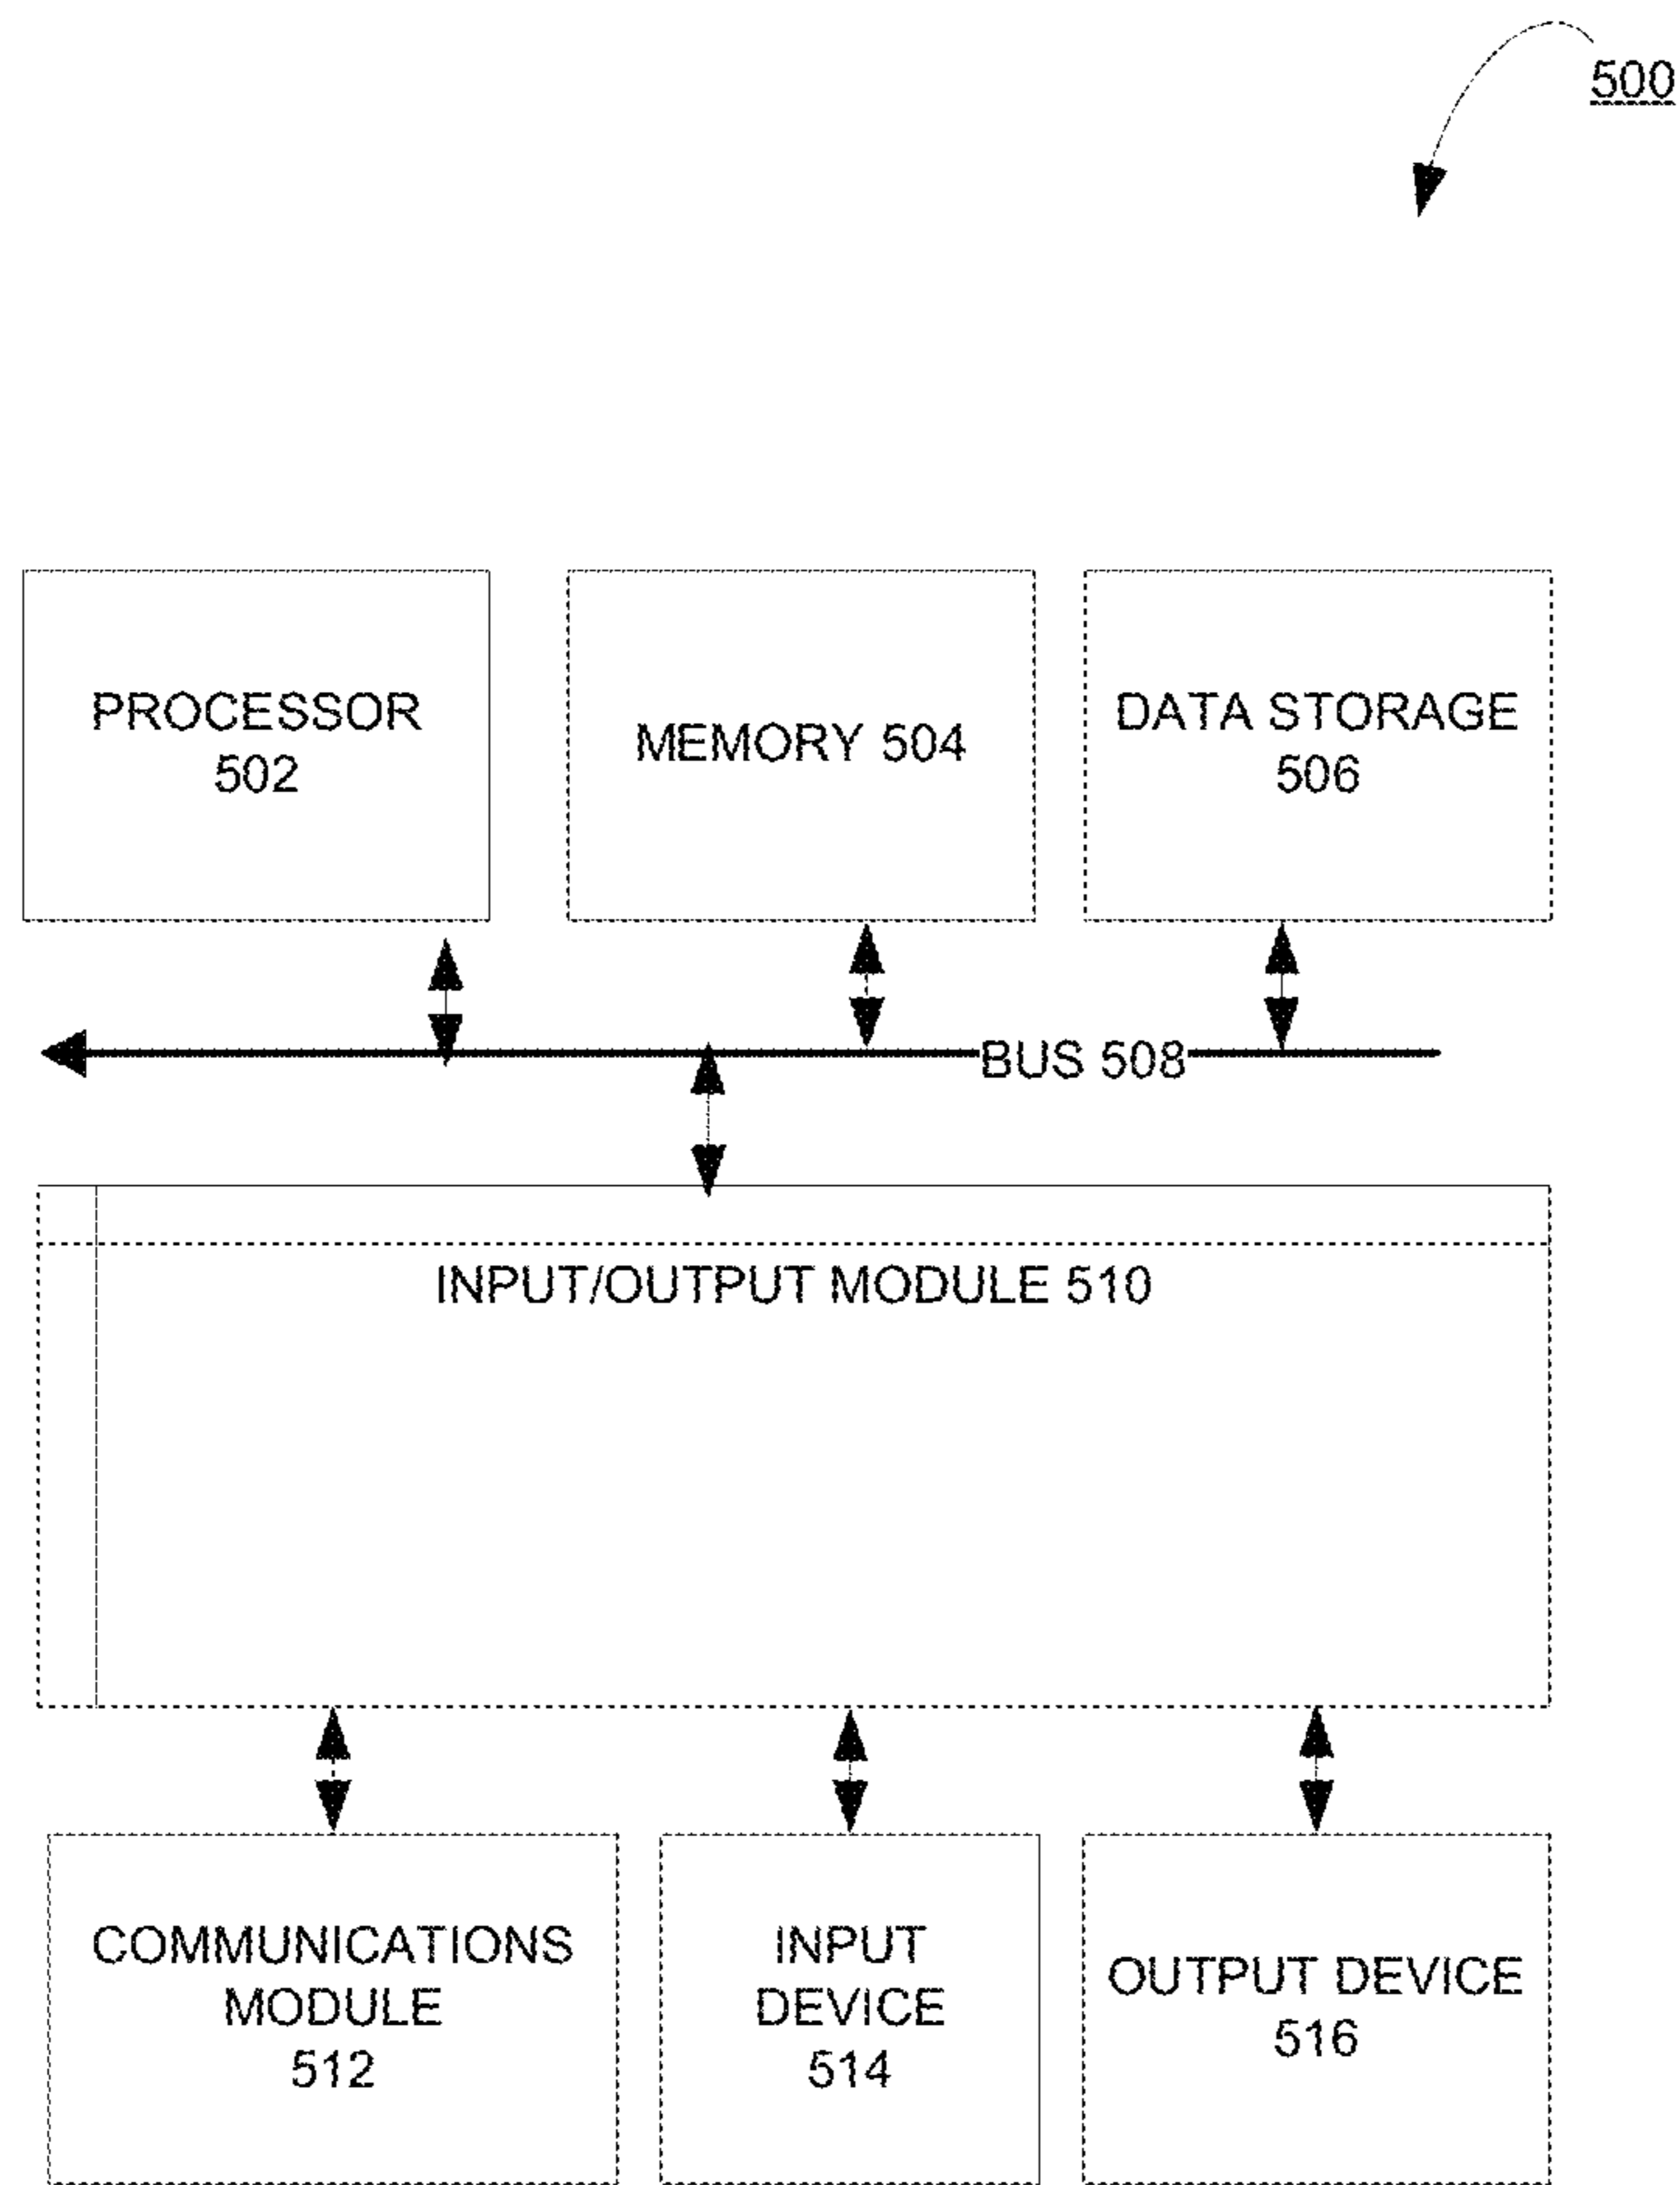 500
PROCESSOR
502
MEMORY 504
DATA STORAGE
506
BUS 508
INPUT/OUTPUT MODULE 510
COMMUNICATIONS
MODULE
512
INPUT
DEVICE
514
OUTPUT DEVICE
516